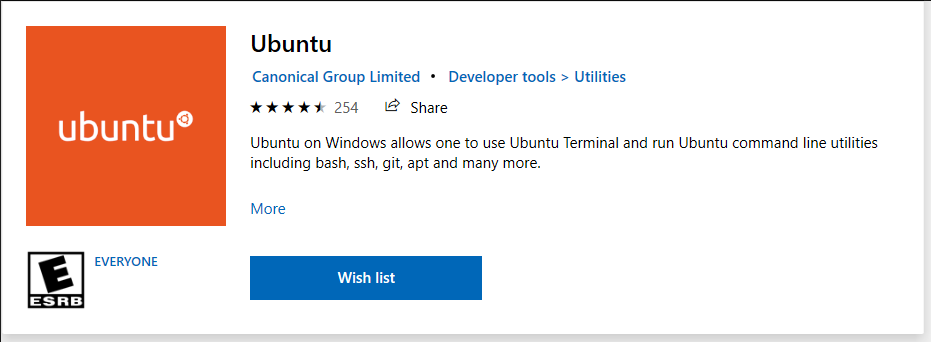 ubuntu
Ubuntu
Canonical Group Limited • Developer tools > Utilities
254 Share
Ubuntu on Windows allows one to use Ubuntu Terminal and run Ubuntu command line utilities
including bash, ssh, git, apt and many more.
More
E
ESRB
EVERYONE
Wish list